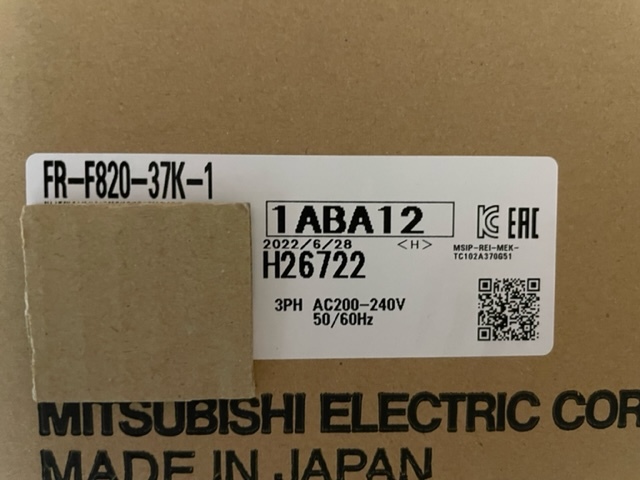 FR-F820-37K-1
1ABA12
2022/6/28 <H>
H26722
3PH AC200-240V
50/60Hz
EAC
MSIP-REI-MEK-
TC102A370G51
MITSUBISHI ELECTRIC COR
MADE IN JAPAN